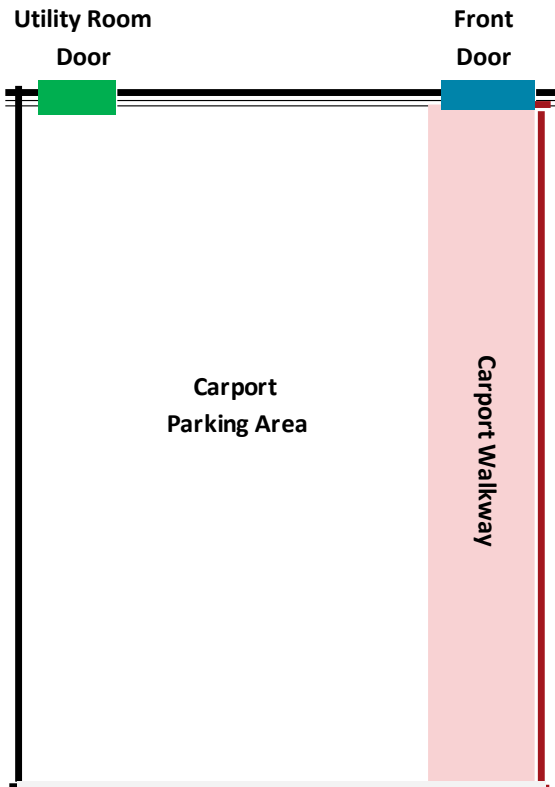 Utility Room
Door
Front
Door
Carport
Parking Area
Carport Walkway